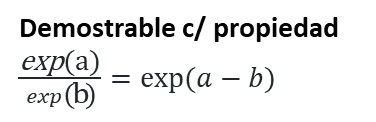 Demostrable c/ propiedad
exp(a)/exp(b) = exp(a − b)